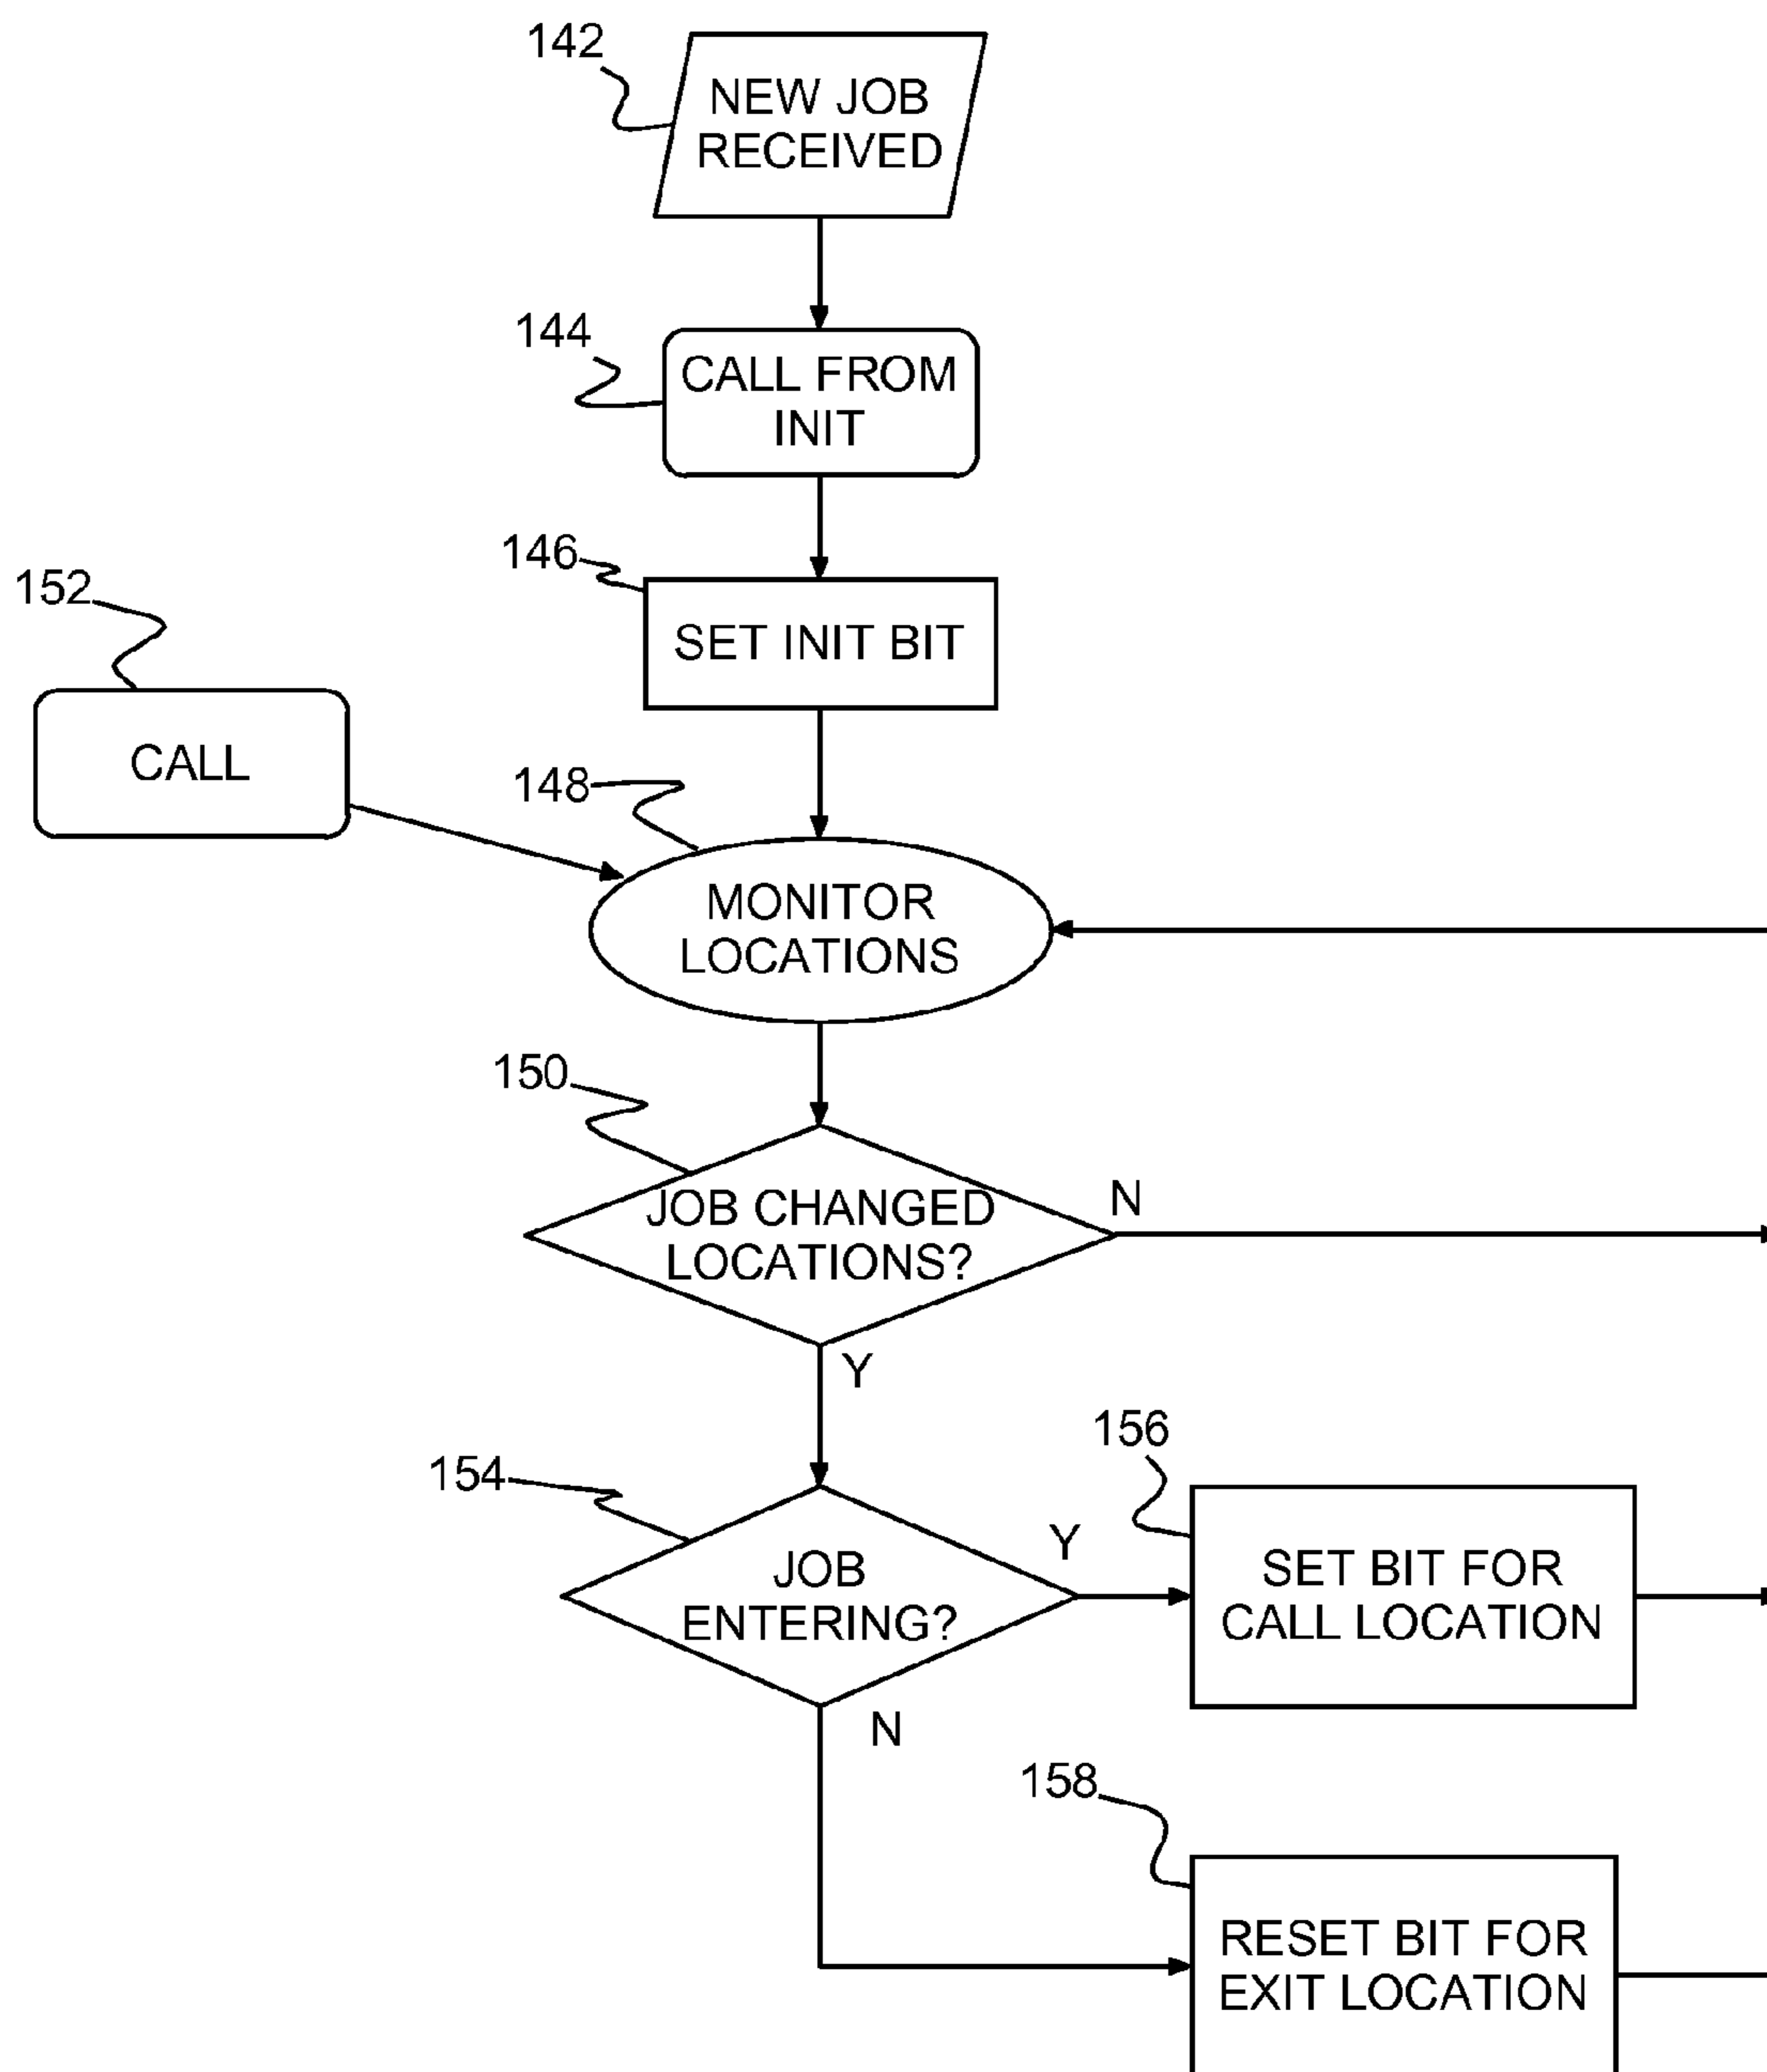 142
NEW JOB
RECEIVED
144
CALL FROM
INIT
146
SET INIT BIT
152
CALL
148
MONITOR
LOCATIONS
150
JOB CHANGED
LOCATIONS?
N
Y
154
JOB
ENTERING?
Y
156
SET BIT FOR
CALL LOCATION
N
158
RESET BIT FOR
EXIT LOCATION